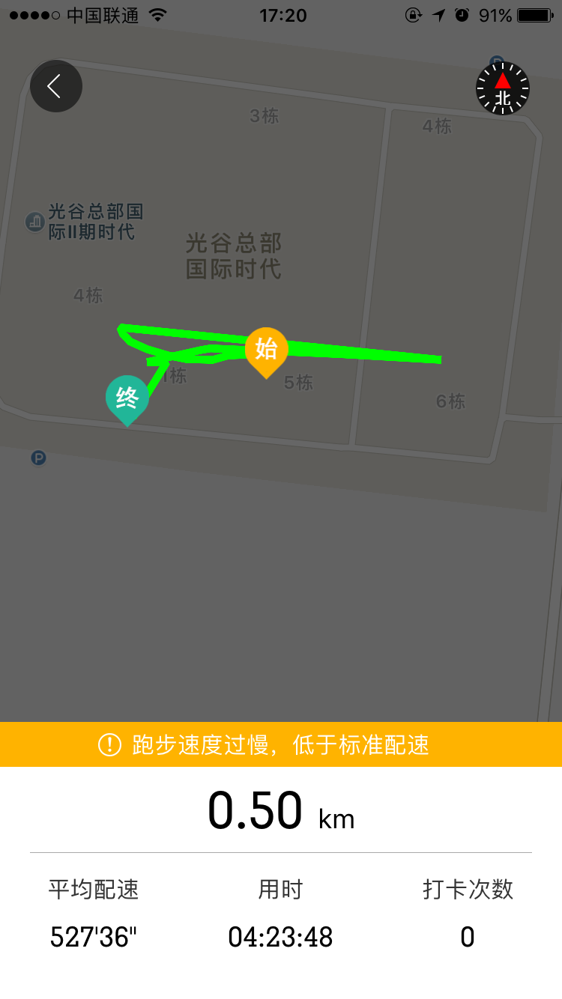 中国联通
17:20
91%
P
北
3栋
4栋
光谷总部国
际II期时代
光谷总部
国际时代
4栋
始
1栋
5栋
终
6栋
P
跑步速度过慢，低于标准配速
0.50 km
平均配速 用时 打卡次数
527'36" 04:23:48 0